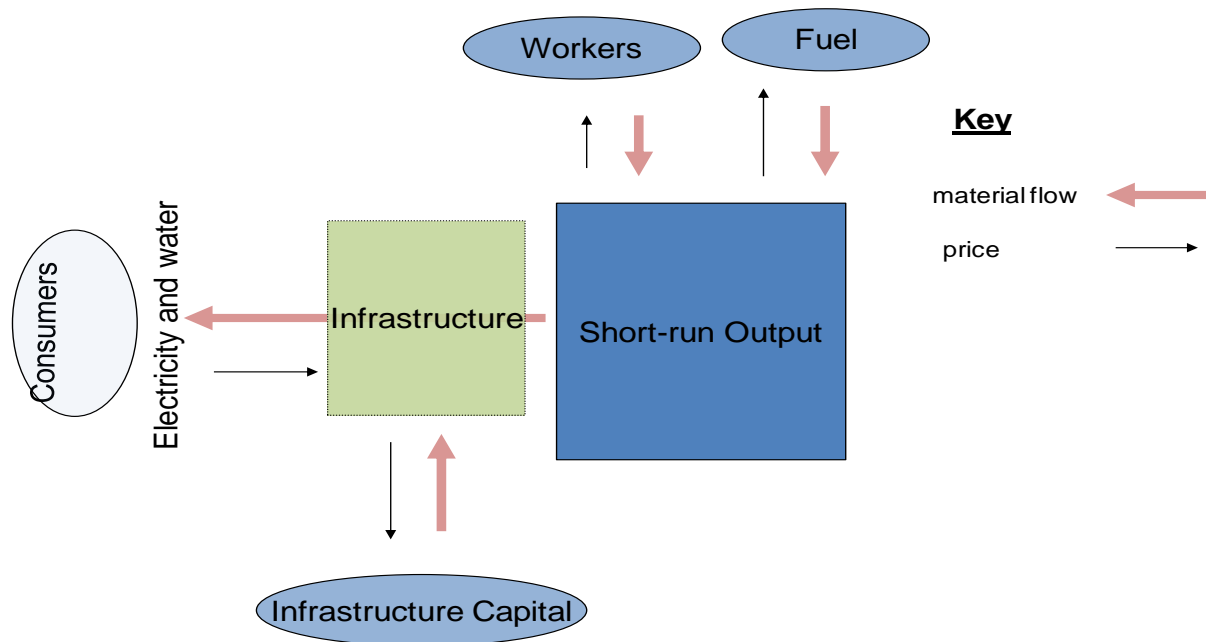 Workers
Fuel
Key
material flow
price
Consumers
Electricity and water
Infrastructure
Short-run Output
Infrastructure Capital